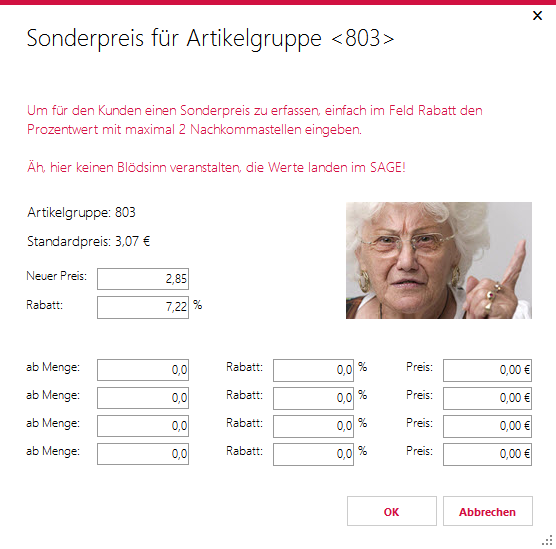 Sonderpreis für Artikelgruppe <803>
Um für den Kunden einen Sonderpreis zu erfassen, einfach im Feld Rabatt den
Prozentwert mit maximal 2 Nachkommastellen eingeben.
Äh, hier keinen Blödsinn veranstalten, die Werte landen im SAGE!
Artikelgruppe: 803
Standardpreis: 3,07 €
Neuer Preis: 2,85
Rabatt: 7,22 %
ab Menge: 0,0 Rabatt: 0,0 % Preis: 0,00 €
ab Menge: 0,0 Rabatt: 0,0 % Preis: 0,00 €
ab Menge: 0,0 Rabatt: 0,0 % Preis: 0,00 €
ab Menge: 0,0 Rabatt: 0,0 % Preis: 0,00 €
OK Abbrechen